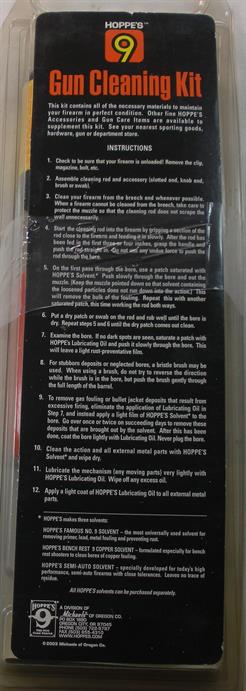 HOPPE'S™
9
Gun Cleaning Kit
This kit contains all of the necessary materials to maintain
your firearm in perfect condition. Other fine HOPPE'S
Accessories and Gun Care Items are available to
supplement this kit. See your nearest sporting goods,
hardware, gun or department store.
INSTRUCTIONS
1. Check to be sure that your firearm is unloaded! Remove the clip,
magazine, bolt, etc.
2. Assemble cleaning rod and accessory (slotted end, knob end,
brush or swab).
3. Clean your firearm from the breech end whenever possible.
When a firearm cannot be cleaned from the breech, take care to
protect the muzzle so that the cleaning rod does not scrape the
wall unnecessarily.
4. Start the cleaning rod into the firearm by gripping a section of the
rod close to the firearm and feeding it in slowly. After the rod has
been fed in the first three or four inches, grasp the handle and
push the rod straight in. Do not use any undue force to push the
rod through the bore.
5. On the first pass through the bore, use a patch saturated with
HOPPE'S Solvent.* Push slowly through the bore and out the
muzzle. (Keep the muzzle pointed down so that solvent containing
the loosened particles does not run down into the action.) This
will remove the bulk of the fouling. Repeat this with another
saturated patch, this time working the rod both ways.
6. Put a dry patch or swab on the rod and rub well until the bore is
dry. Repeat steps 5 and 6 until the dry patch comes out clean.
7. Examine the bore. If no dark spots are seen, saturate a patch with
HOPPE's Lubricating Oil and push it slowly through the bore. This
will leave a light rust-preventative film.
8. For stubborn deposits or neglected bores, a bristle brush may be
used. When using a brush, do not try to reverse the direction
while the brush is in the bore, but push the brush gently through
the full length of the barrel.
9. To remove gas fouling or bullet jacket deposits that result from
excessive firing, eliminate the application of Lubricating Oil in
Step 7, and instead apply a light film of HOPPE'S Solvent* to the
bore. Go over once or twice on succeeding days to remove these
deposits that are brought out by the solvent. After this has been
done, coat the bore lightly with Lubricating Oil. Never plug the bore.
10. Clean the action and all external metal parts with HOPPE'S
Solvent* and wipe dry.
11. Lubricate the mechanism (any moving parts) very lightly with
HOPPE'S Lubricating Oil. Wipe off any excess oil.
12. Apply a light coat of HOPPE'S Lubricating Oil to all external metal
parts.
* HOPPE'S makes three solvents:
HOPPE'S FAMOUS NO. 9 SOLVENT – the most universally used solvent for
removing primer, lead, metal fouling and preventing rust.
HOPPE'S BENCH REST 9 COPPER SOLVENT – formulated especially for bench
rest shooters to clean bores of copper fouling.
HOPPE'S SEMI-AUTO SOLVENT – specially developed for today's high
performance, semi-auto firearms with close tolerances. Leaves no trace of
residue.
All HOPPE'S solvents can be purchased separately.
HOPPE'S
9
A DIVISION OF
Michaels OF OREGON CO.
PO BOX 1690
OREGON CITY, OR 97045
PHONE (503) 722-5797
FAX (503) 655-4310
WWW.HOPPES.COM
©2003 Michaels of Oregon Co.